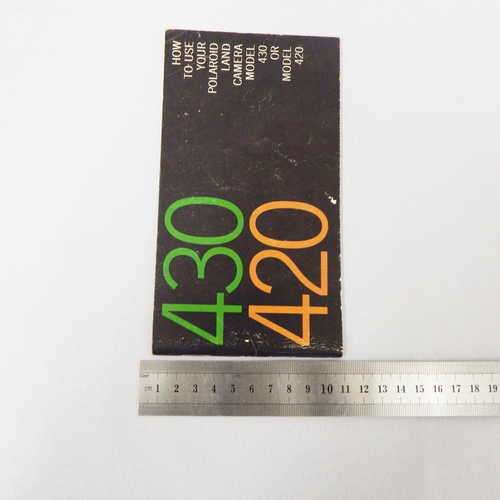 HOW
TO USE
YOUR
POLAROID
LAND
CAMERA
MODEL
430
OR
MODEL
420
430
420
cm 1 2 3 4 5 6 7 8 9 10 11 12 13 14 15 16 17 18 19